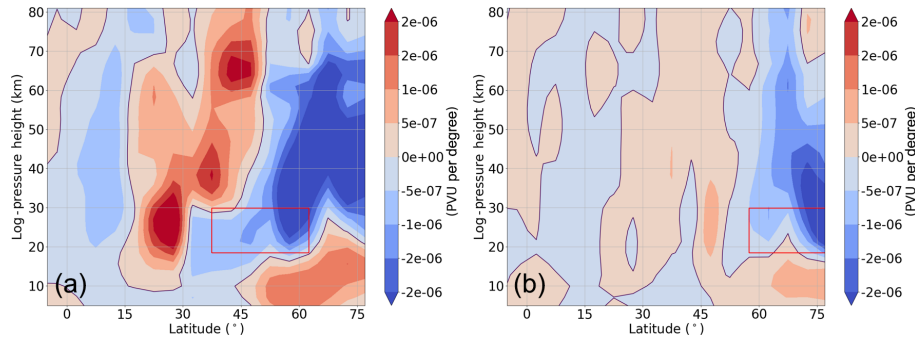 80
70
60
50
40
30
20
10
Log-pressure height (km)
0
15
30
45
60
75
Latitude (°)
(a)
2e-06
2e-06
1e-06
5e-07
0e+00
-5e-07
-1e-06
-2e-06
-2e-06
(PVU per degree)
80
70
60
50
40
30
20
10
Log-pressure height (km)
0
15
30
45
60
75
Latitude (°)
(b)
2e-06
2e-06
1e-06
5e-07
0e+00
-5e-07
-1e-06
-2e-06
-2e-06
(PVU per degree)